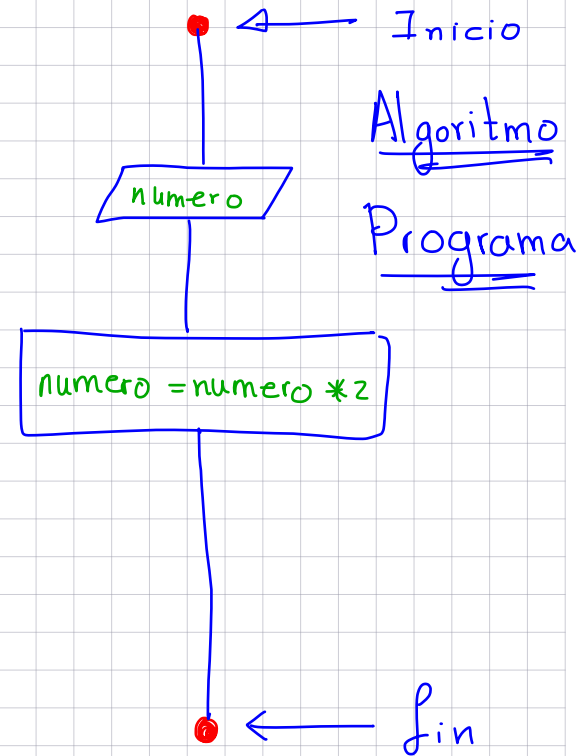 Inicio
Algoritmo
numero
Programa
numero = numero * 2
fin